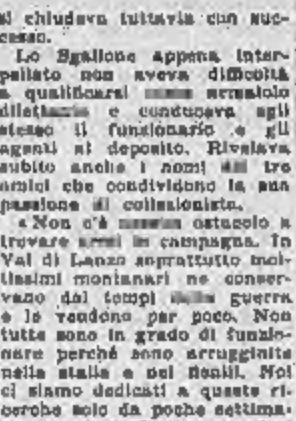 si chiudeva tuttavia con suc-
cesso.
Lo Sgallone appena inter-
pellato non aveva difficoltà
a qualificarsi armaiolo
dilettante e conduceva egli
stesso il funzionario e gli
agenti al deposito. Rivelava
subito anche i nomi dei tre
amici che condividono la sua
passione di collezionista.
« Non c'è nessun ostacolo a
trovare armi in campagna. In
Val di Lanzo soprattutto mol-
tissimi montanari ne conser-
vano dai tempi della guerra
e le vendono per poco. Non
tutte sono in grado di funzio-
nare perché sono arrugginite
nelle stalle e nei fienili. Noi
ci siamo dedicati a queste ri-
cerche solo da poche settima-